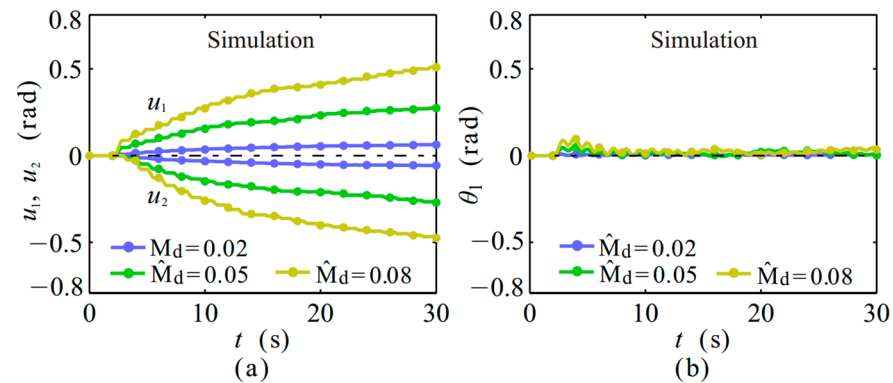 0.8
0.5
0
−0.5
−0.8
u₁, u₂ (rad)
Simulation
u₁
u₂
M̂d=0.02
M̂d=0.05
M̂d=0.08
0
10
20
30
t (s)
(a)
0.8
0.5
0
−0.5
−0.8
θ₁ (rad)
Simulation
M̂d=0.02
M̂d=0.05
M̂d=0.08
0
10
20
30
t (s)
(b)